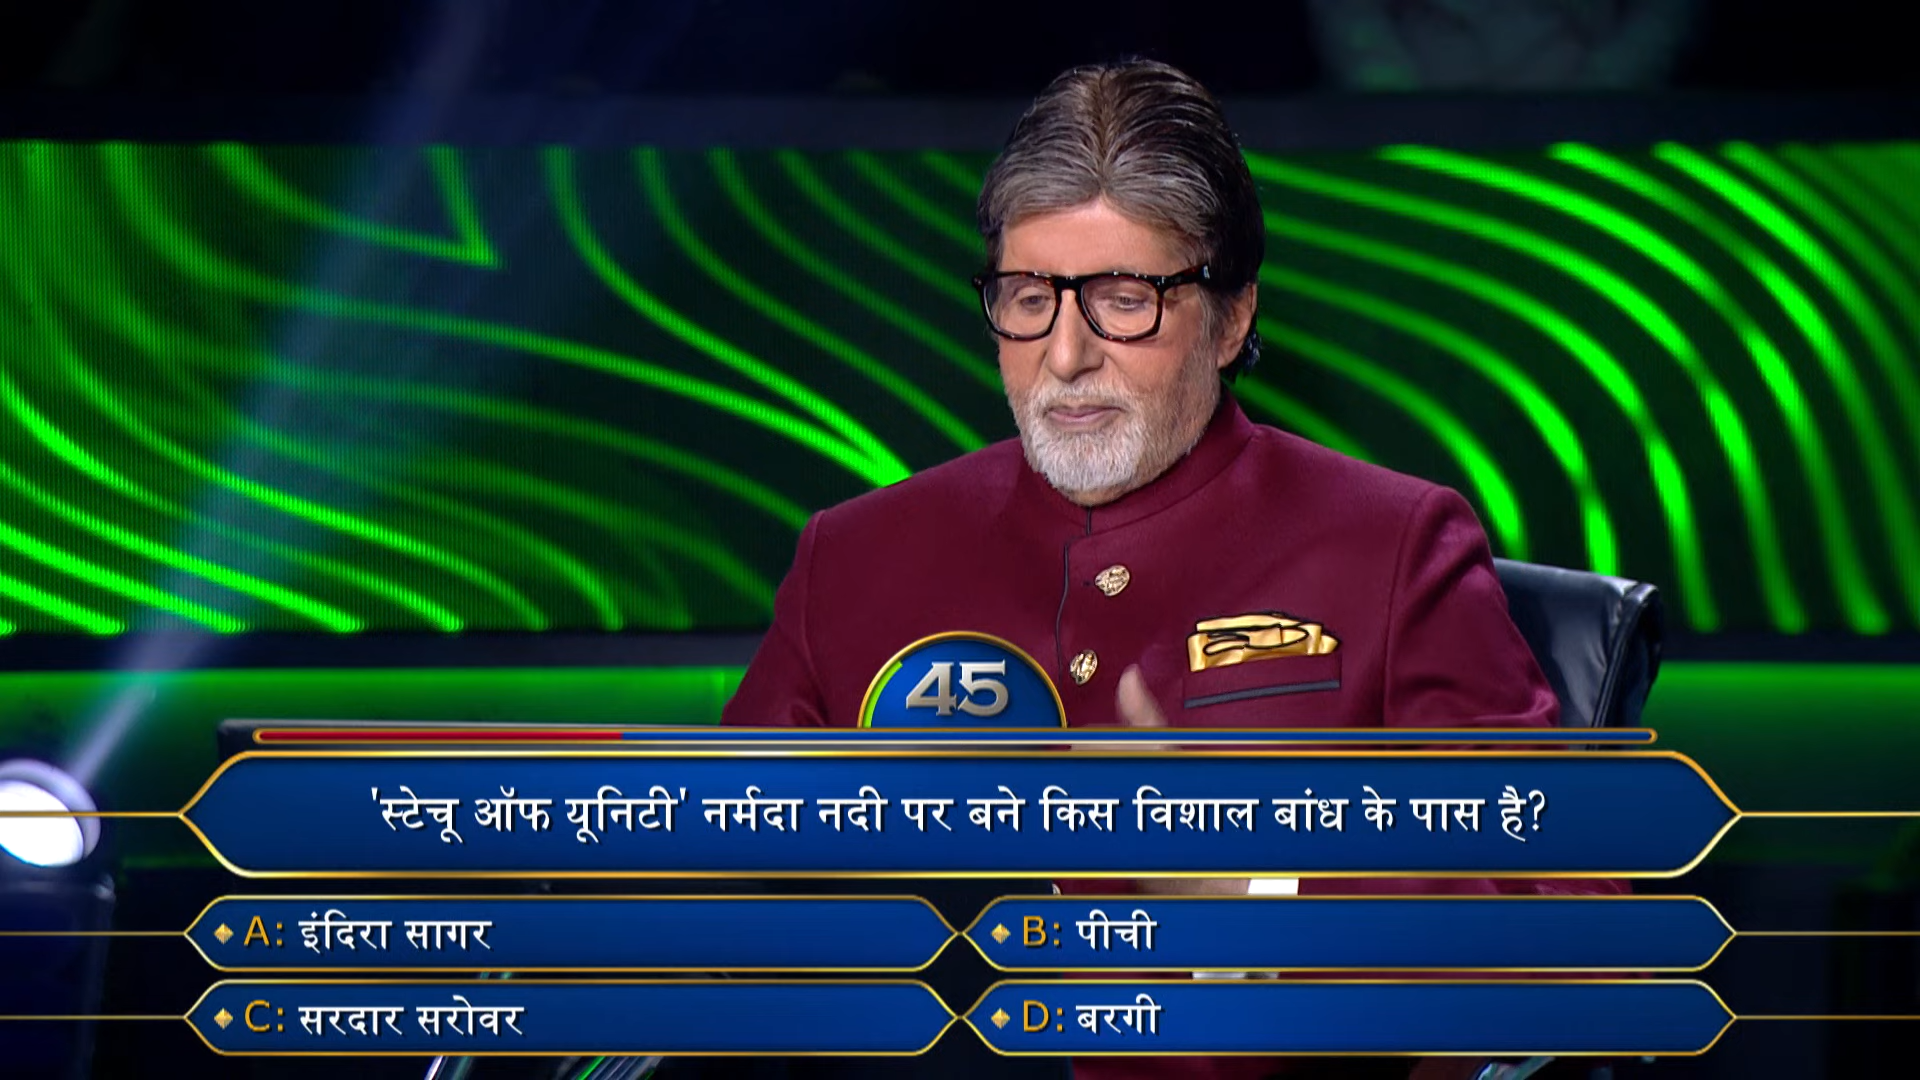 45
'स्टेचू ऑफ यूनिटी' नर्मदा नदी पर बने किस विशाल बांध के पास है?
A: इंदिरा सागर
B: पीची
C: सरदार सरोवर
D: बरगी